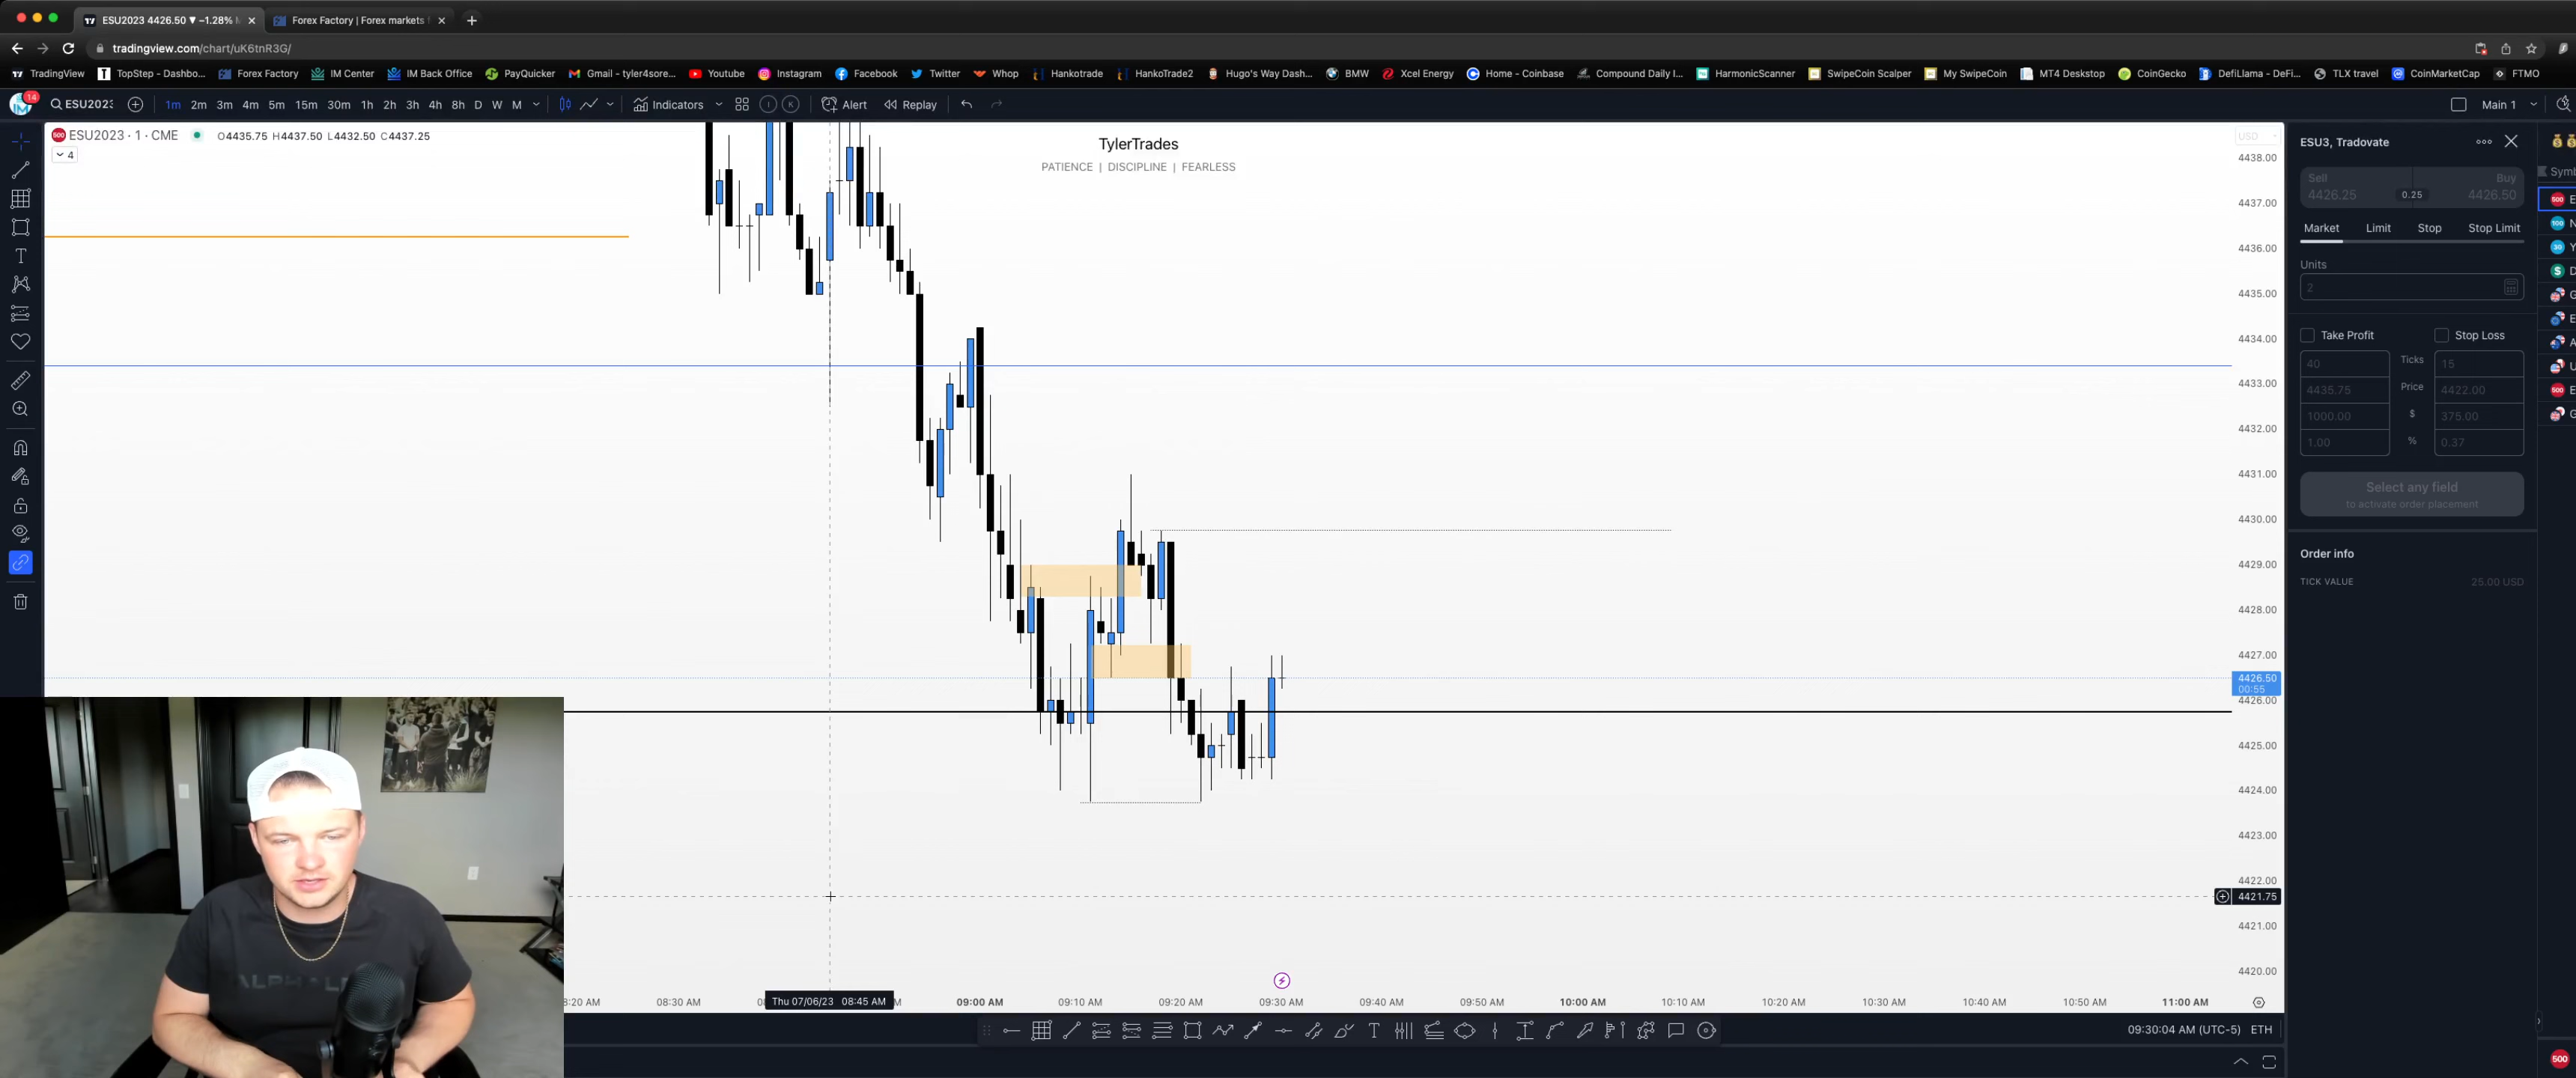 ESU2023 4426.50 ▼ −1.28% Forex Factory | Forex markets
tradingview.com/chart/uK6tnR3G/
TradingView TopStep - Dashbo... Forex Factory IM Center IM Back Office PayQuicker Gmail - tyler4sore... Youtube Instagram Facebook Twitter Whop Hankotrade HankoTrade2 Hugo's Way Dash... BMW Xcel Energy Home - Coinbase Compound Daily I... HarmonicScanner SwipeCoin Scalper My SwipeCoin MT4 Deskstop CoinGecko DefiLlama - DeFi... TLX travel CoinMarketCap FTMO
14 ESU2023 1m 2m 3m 4m 5m 15m 30m 1h 2h 3h 4h 8h D W M Indicators I K Alert Replay Main 1
500 ESU2023 · 1 · CME O4435.75 H4437.50 L4432.50 C4437.25
4
TylerTrades
PATIENCE | DISCIPLINE | FEARLESS
USD
4438.00
4437.00
4436.00
4435.00
4434.00
4433.00
4432.00
4431.00
4430.00
4429.00
4428.00
4427.00
4426.50
00:55
4426.00
4425.00
4424.00
4423.00
4422.00
4421.75
4421.00
4420.00
8:20 AM 08:30 AM Thu 07/06/23 08:45 AM 09:00 AM 09:10 AM 09:20 AM 09:30 AM 09:40 AM 09:50 AM 10:00 AM 10:10 AM 10:20 AM 10:30 AM 10:40 AM 10:50 AM 11:00 AM
09:30:04 AM (UTC-5) ETH
ESU3, Tradovate
Sell Buy
4426.25 0.25 4426.50
Market Limit Stop Stop Limit
Units
2
Take Profit Stop Loss
40 Ticks 15
4435.75 Price 4422.00
1000.00 $ 375.00
1.00 % 0.37
Select any field
to activate order placement
Order info
TICK VALUE 25.00 USD
Symb
500 E
100 N
30 Y
$ D
G
E
A
U
500 E
G
500